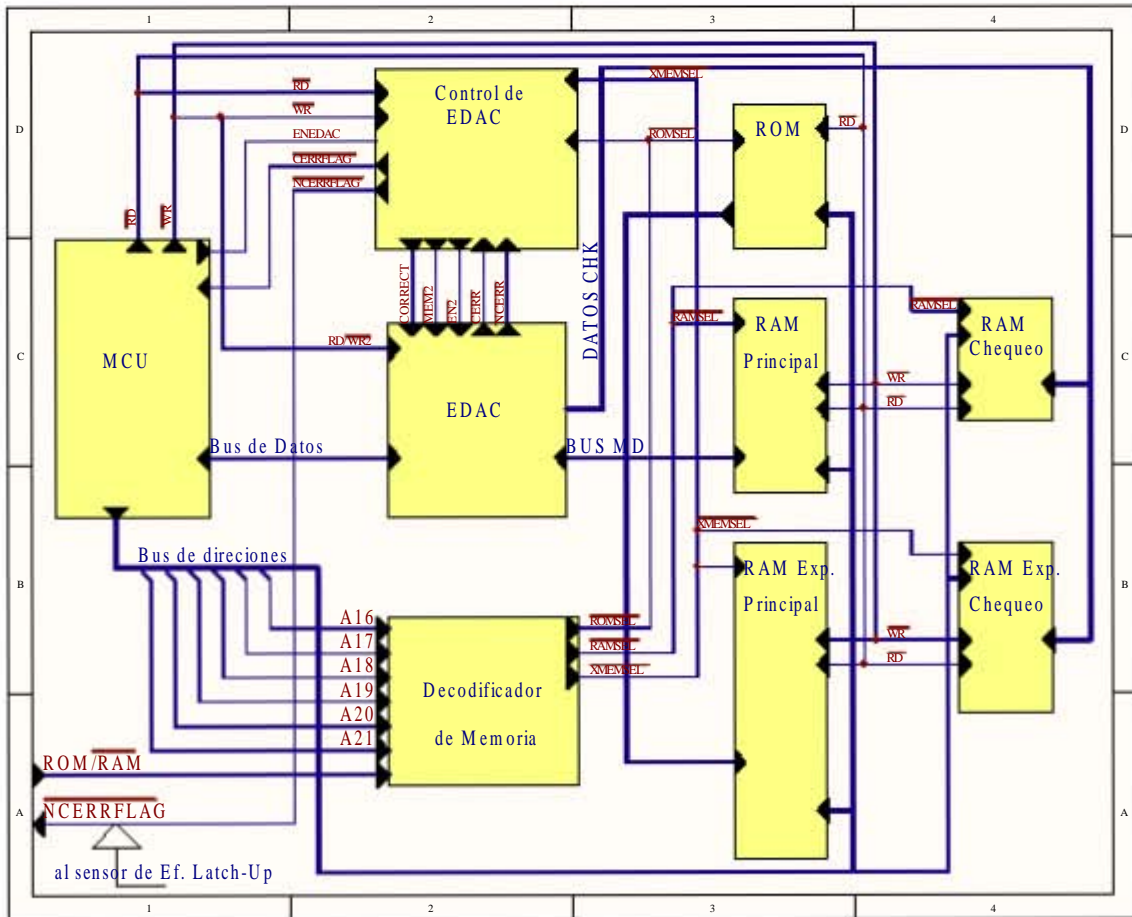 1 2 3 4
D
RD
WR
ENEDAC
CERRFLAG
NCERRFLAG
Control de
EDAC
XMEMSEL
ROMSEL
ROM
RD
D
RD
WR
CORRECT
MEM2
EN2
CERR
NCERR
DATOS CHK
C
MCU
RD/WR2
EDAC
Bus de Datos
BUS MD
RAMSEL
RAM
Principal
WR
RD
RAMSEL
RAM
Chequeo
C
B
Bus de direciones
A16
A17
A18
A19
A20
A21
ROM/RAM
Decodificador
de Memoria
ROMSEL
RAMSEL
XMEMSEL
XMEMSEL
RAM Exp.
Principal
WR
RD
RAM Exp.
Chequeo
B
A
NCERRFLAG
al sensor de Ef. Latch-Up
A
1 2 3 4